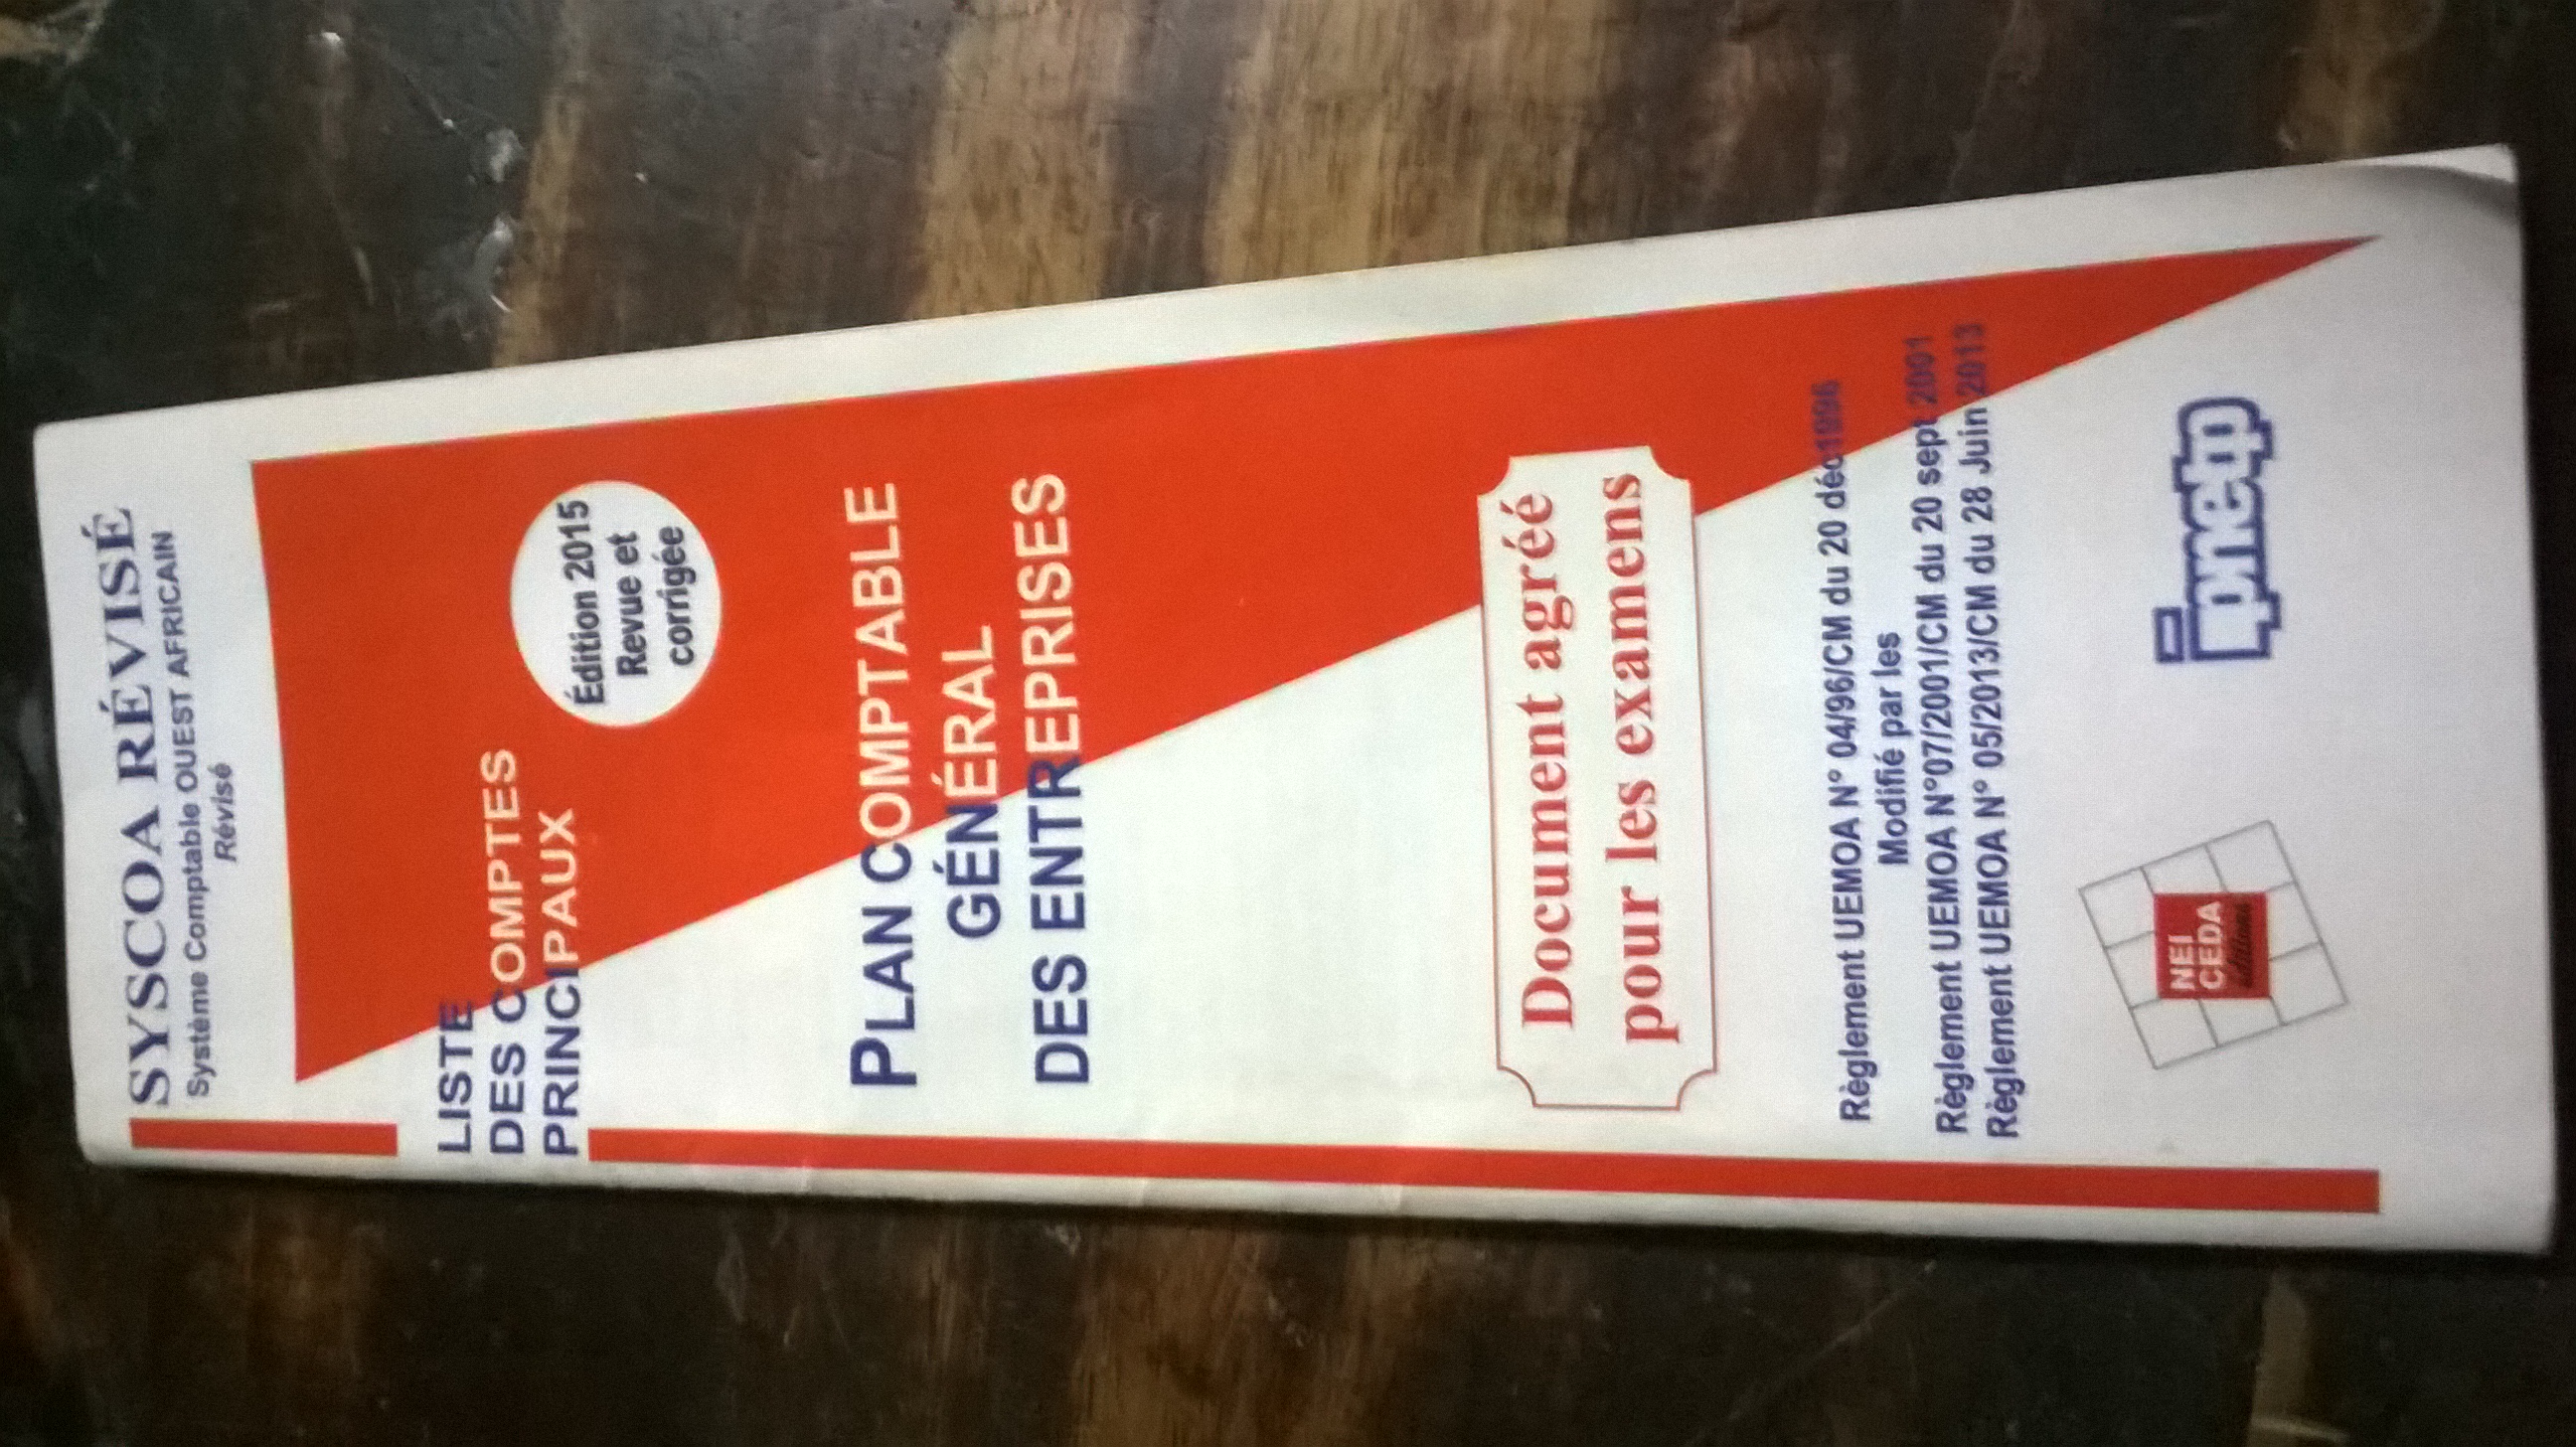 SYSCOA RÉVISÉ
Système Comptable OUEST AFRICAIN
Révisé
LISTE
DES COMPTES
PRINCIPAUX
Édition 2015
Revue et
corrigée
PLAN COMPTABLE
GÉNÉRAL
DES ENTREPRISES
Document agréé
pour les examens
Règlement UEMOA N° 04/96/CM du 20 déc1996
Modifié par les
Règlement UEMOA N°07/2001/CM du 20 sept 2001
Règlement UEMOA N° 05/2013/CM du 28 Juin 2013
NEI
CEDA
éditions
ipnetp